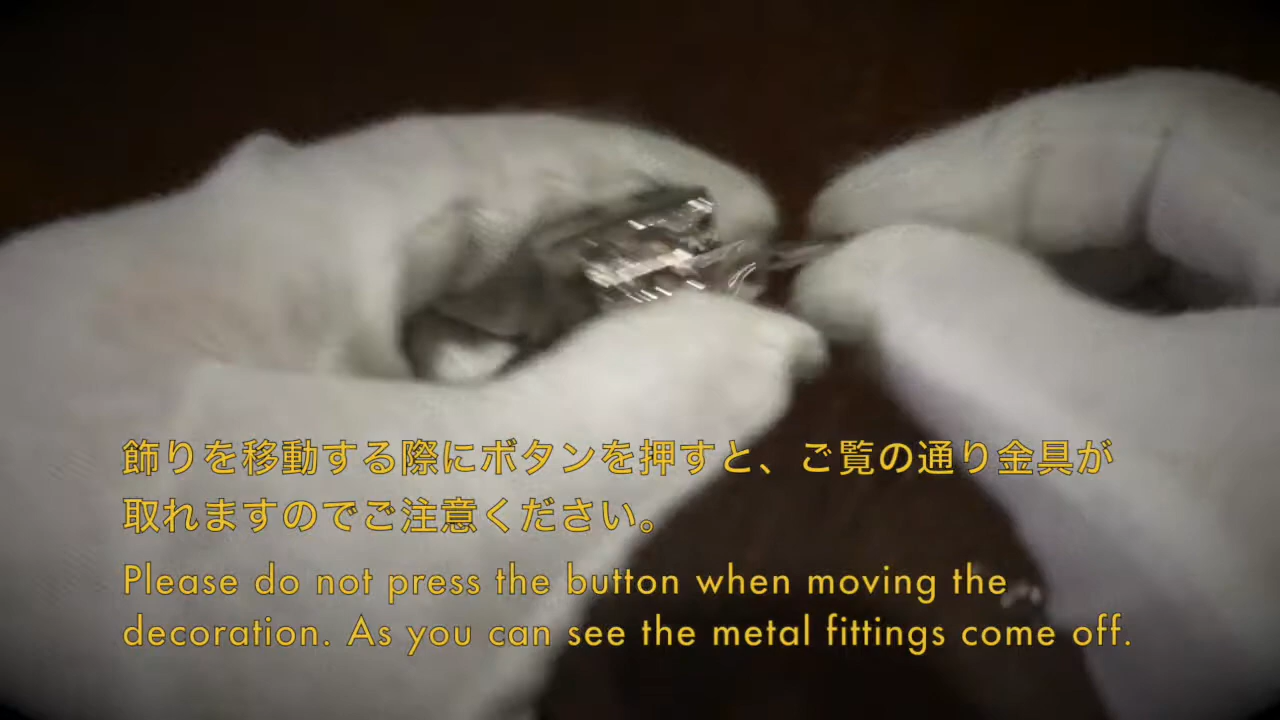 飾りを移動する際にボタンを押すと、ご覧の通り金具が
取れますのでご注意ください。
Please do not press the button when moving the
decoration. As you can see the metal fittings come off.